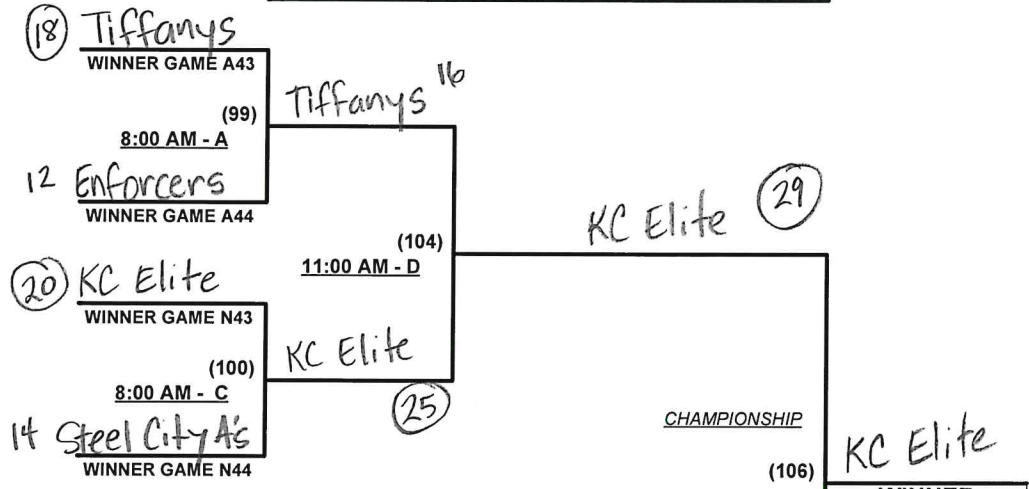 18 Tiffanys
WINNER GAME A43
Tiffanys 16
(99)
8:00 AM - A
12 Enforcers
WINNER GAME A44
KC Elite 29
(104)
11:00 AM - D
20 KC Elite
WINNER GAME N43
KC Elite
25
(100)
8:00 AM - C
14 Steel City A's
WINNER GAME N44
CHAMPIONSHIP
(106)
KC Elite
WINNER